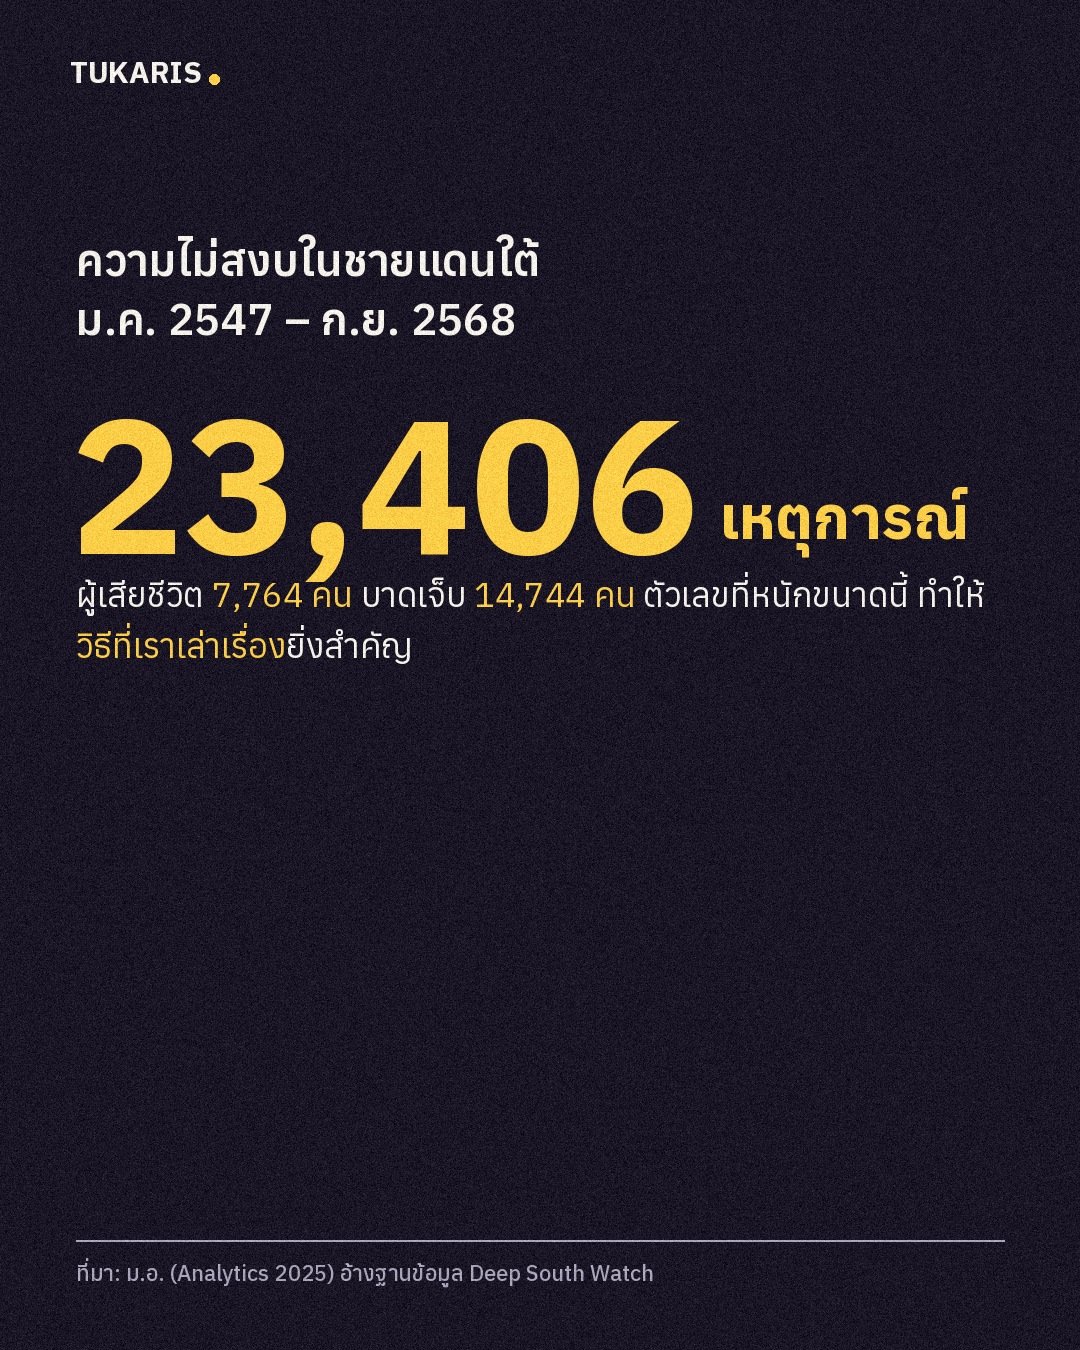 TUKARIS.
ความไม่สงบในชายแดนใต้
ม.ค. 2547 – ก.ย. 2568
23,406 เหตุการณ์
ผู้เสียชีวิต 7,764 คน บาดเจ็บ 14,744 คน ตัวเลขที่หนักขนาดนี้ ทำให้
วิธีที่เราเล่าเรื่องยิ่งสำคัญ
ที่มา: ม.อ. (Analytics 2025) อ้างฐานข้อมูล Deep South Watch